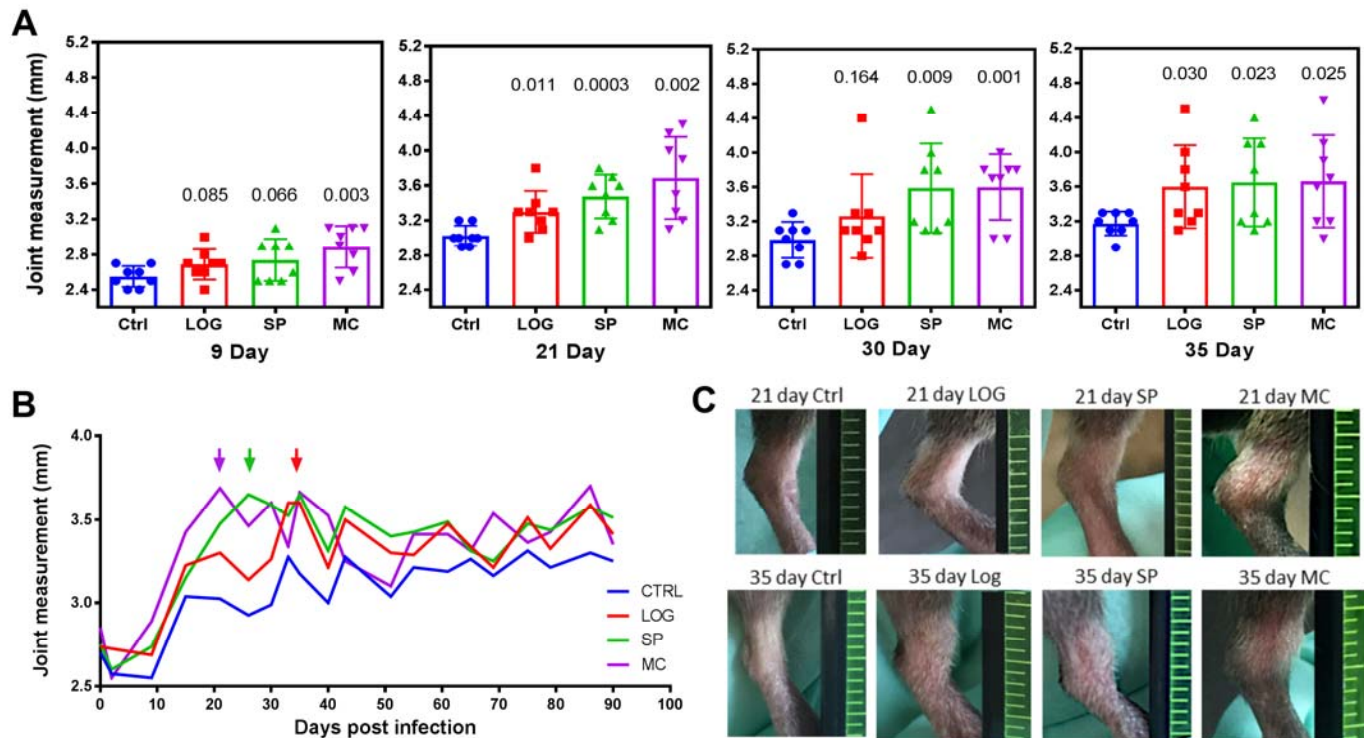 A
Joint measurement (mm)
5.2
4.8
4.4
4.0
3.6
3.2
2.8
2.4
0.085 0.066 0.003
Ctrl LOG SP MC
9 Day
5.2
4.8
4.4
4.0
3.6
3.2
2.8
2.4
0.011 0.0003 0.002
Ctrl LOG SP MC
21 Day
5.2
4.8
4.4
4.0
3.6
3.2
2.8
2.4
0.164 0.009 0.001
Ctrl LOG SP MC
30 Day
5.2
4.8
4.4
4.0
3.6
3.2
2.8
2.4
0.030 0.023 0.025
Ctrl LOG SP MC
35 Day
B
Joint measurement (mm)
4.0
3.5
3.0
2.5
CTRL
LOG
SP
MC
0 10 20 30 40 50 60 70 80 90 100
Days post infection
C
21 day Ctrl 21 day LOG 21 day SP 21 day MC
35 day Ctrl 35 day Log 35 day SP 35 day MC